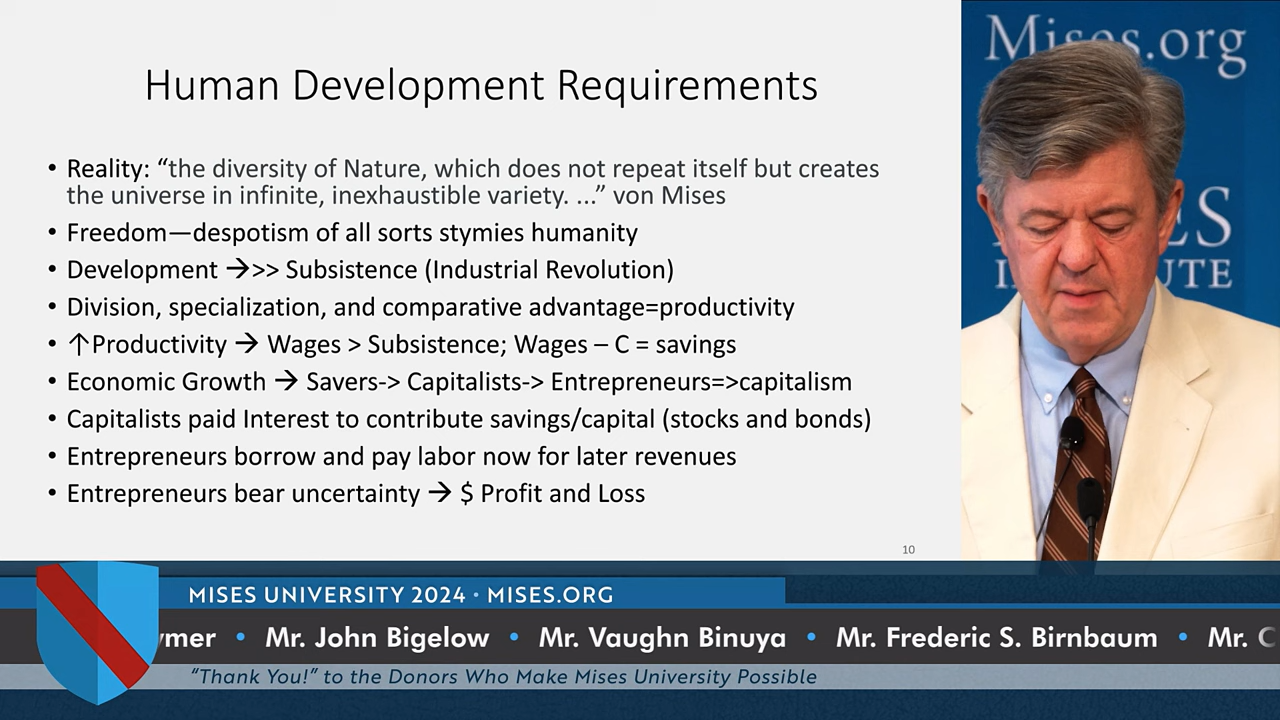 Human Development Requirements
• Reality: “the diversity of Nature, which does not repeat itself but creates
the universe in infinite, inexhaustible variety. ...” von Mises
• Freedom—despotism of all sorts stymies humanity
• Development →>> Subsistence (Industrial Revolution)
• Division, specialization, and comparative advantage=productivity
• ↑Productivity → Wages > Subsistence; Wages – C = savings
• Economic Growth → Savers-> Capitalists-> Entrepreneurs=>capitalism
• Capitalists paid Interest to contribute savings/capital (stocks and bonds)
• Entrepreneurs borrow and pay labor now for later revenues
• Entrepreneurs bear uncertainty → $ Profit and Loss
10
Mises.org
MISES UNIVERSITY 2024 • MISES.ORG
• Mr. John Bigelow • Mr. Vaughn Binuya • Mr. Frederic S. Birnbaum • Mr.
“Thank You!” to the Donors Who Make Mises University Possible